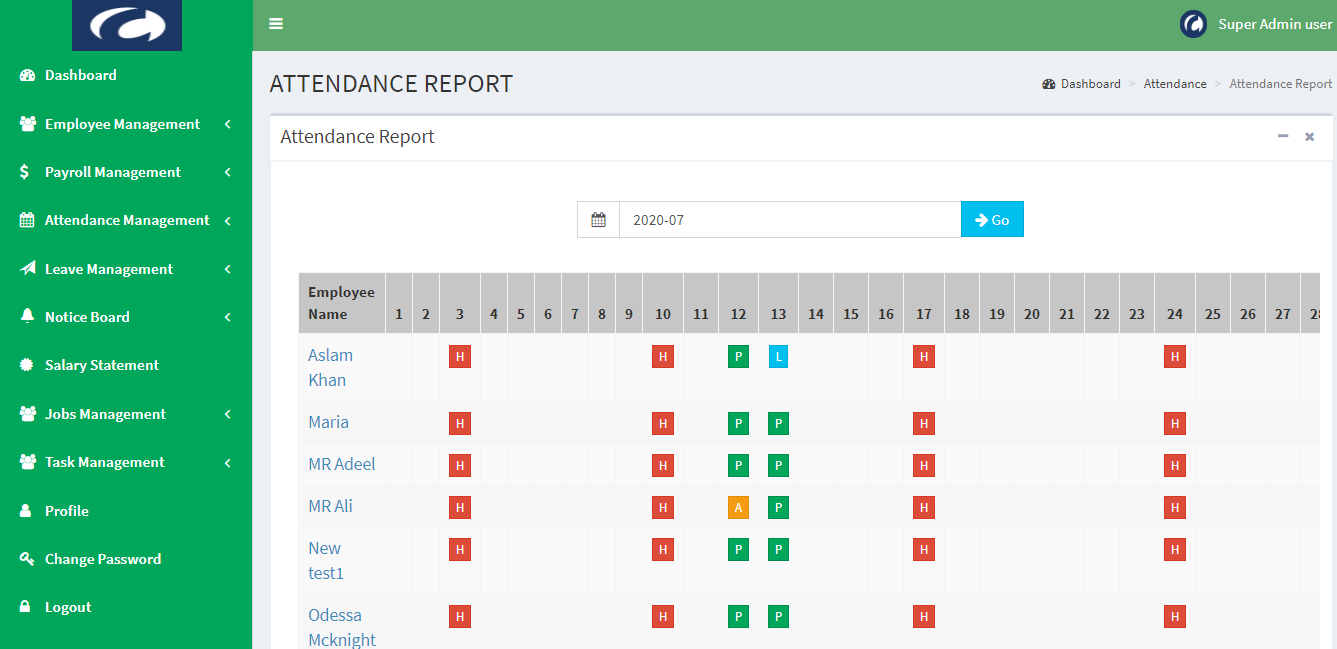 Super Admin user
Dashboard
Employee Management
Payroll Management
Attendance Management
Leave Management
Notice Board
Salary Statement
Jobs Management
Task Management
Profile
Change Password
Logout
ATTENDANCE REPORT
Dashboard > Attendance > Attendance Report
Attendance Report
2020-07 Go
Employee
Name 1 2 3 4 5 6 7 8 9 10 11 12 13 14 15 16 17 18 19 20 21 22 23 24 25 26 27
Aslam H H P L H H
Khan
Maria H H P P H H
MR Adeel H H P P H H
MR Ali H H A P H H
New H H P P H H
test1
Odessa H H P P H H
Mcknight